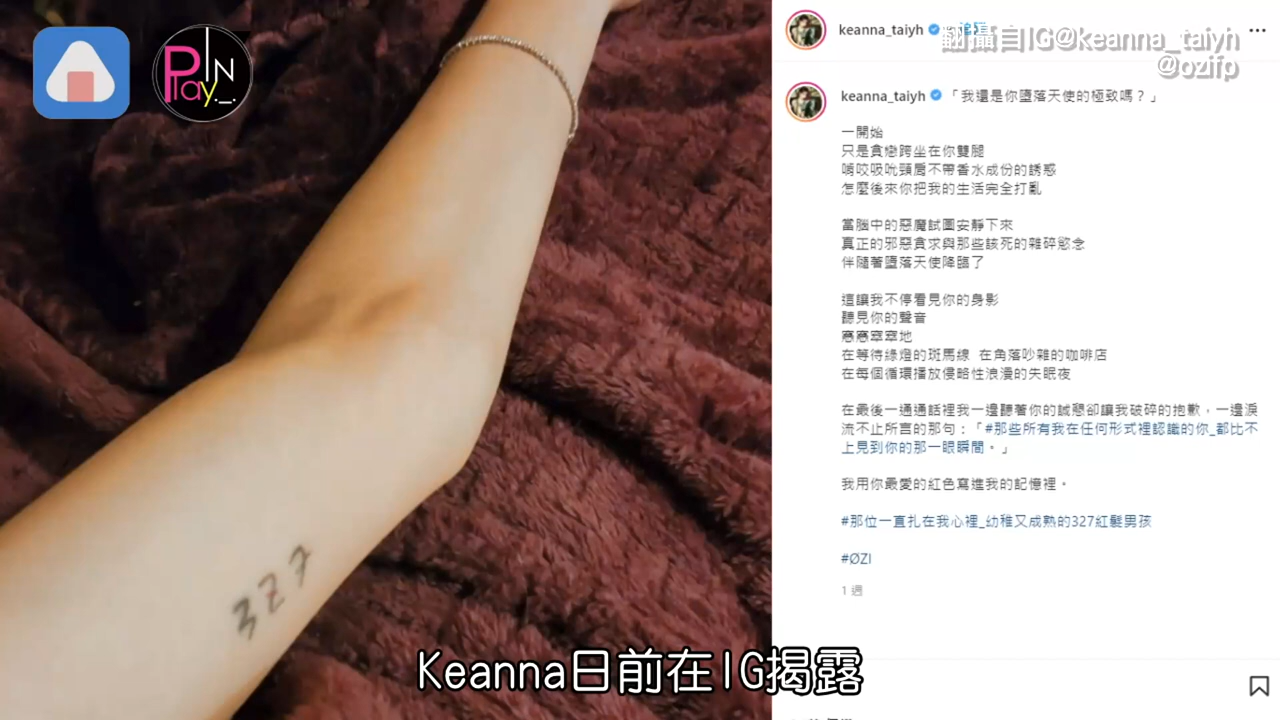 PlayIN
327
keanna_taiyh
翻攝自IG@keanna_taiyh
@ozifp
keanna_taiyh 「我還是你墮落天使的極致嗎？」
一開始
只是貪戀跨坐在你雙腿
啃咬吸吮頸肩不帶香水成份的誘惑
怎麼後來你把我的生活完全打亂
當腦中的惡魔試圖安靜下來
真正的邪惡貪求與那些該死的雜碎慾念
伴隨著墮落天使降臨了
這讓我不停看見你的身影
聽見你的聲音
窸窸窣窣地
在等待綠燈的斑馬線 在角落吵雜的咖啡店
在每個循環播放侵略性浪漫的失眠夜
在最後一通通話裡我一邊聽著你的誠懇卻讓我破碎的抱歉，一邊淚
流不止所言的那句：「#那些所有我在任何形式裡認識的你_都比不
上見到你的那一眼瞬間。」
我用你最愛的紅色寫進我的記憶裡。
#那位一直扎在我心裡_幼稚又成熟的327紅髮男孩
#ØZI
1 週
Keanna日前在IG揭露